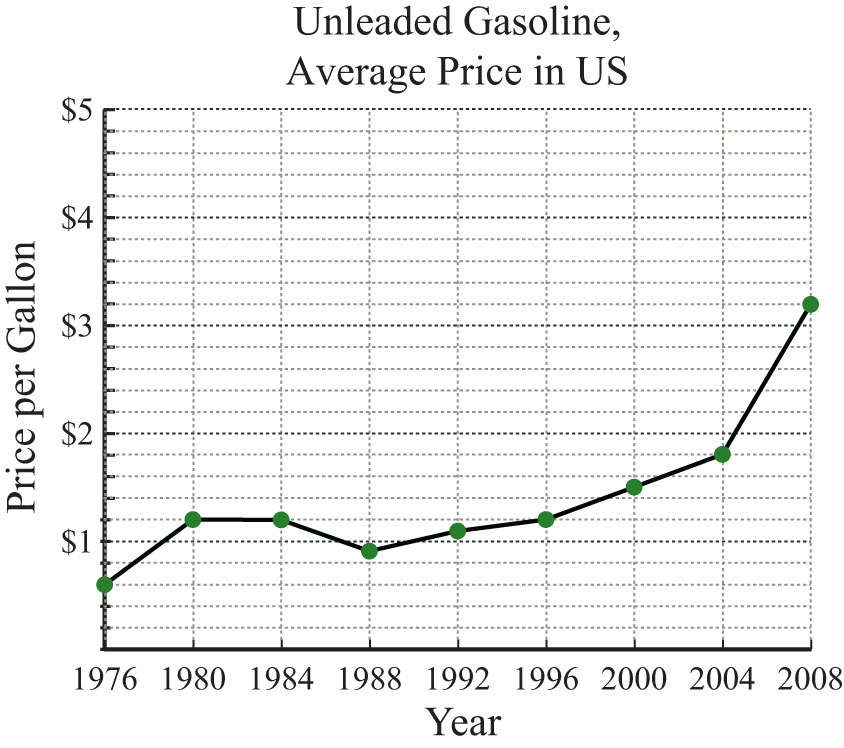 Unleaded Gasoline,
Average Price in US
$5
$4
$3
$2
$1
Price per Gallon
1976 1980 1984 1988 1992 1996 2000 2004 2008
Year